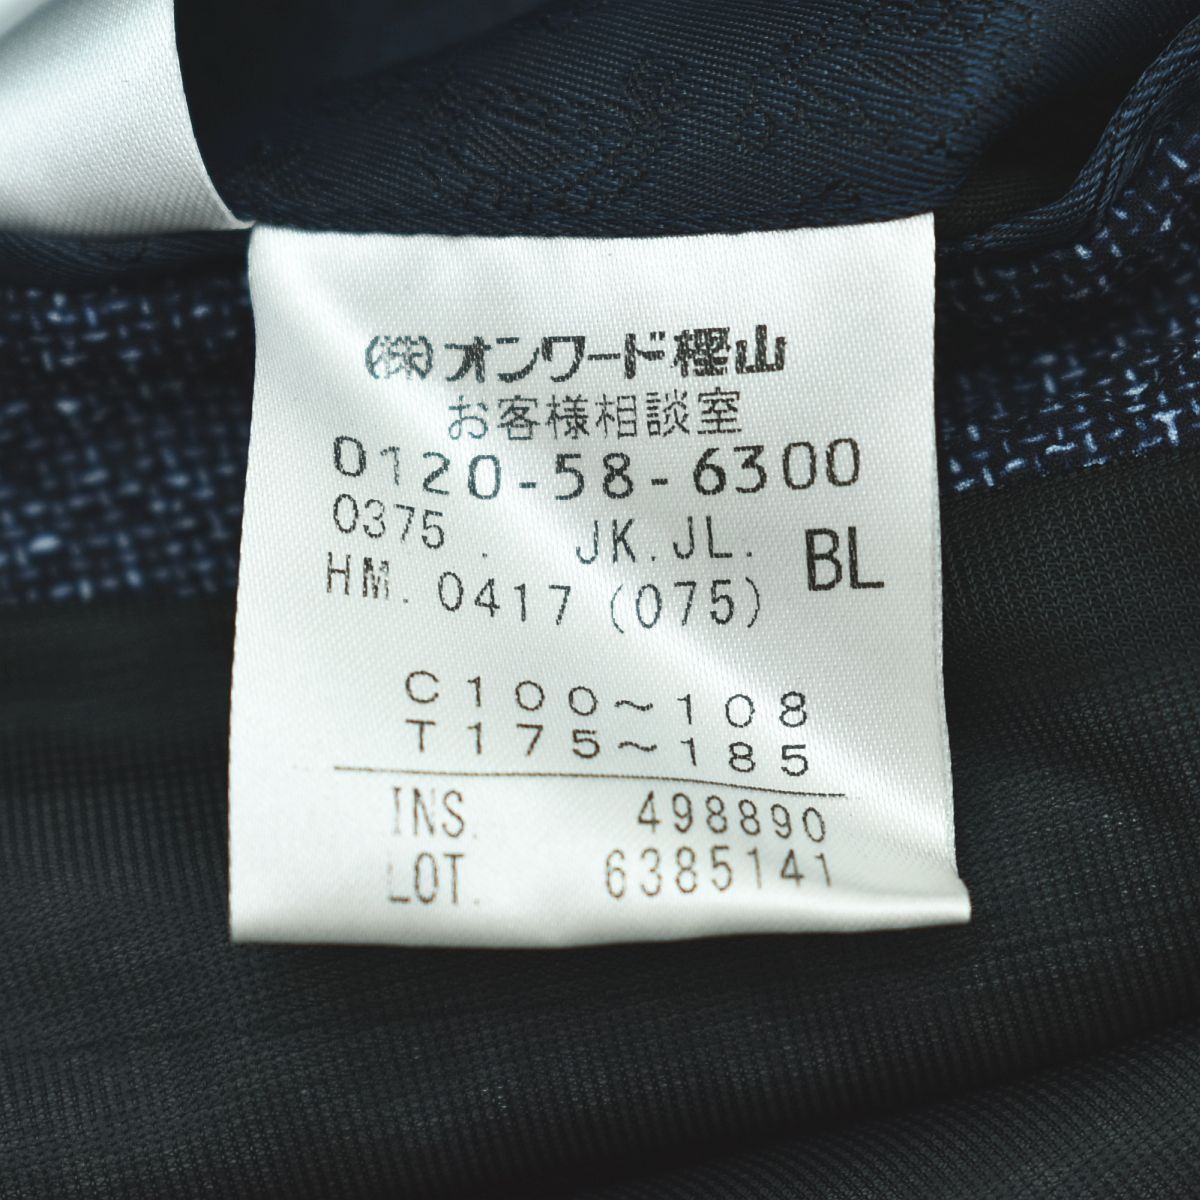 ㈱オンワード樫山
お客様相談室
0120-58-6300
0375 . JK.JL. BL
HM. 0417 (075)
C100～108
T175～185
INS. 498890
LOT. 6385141